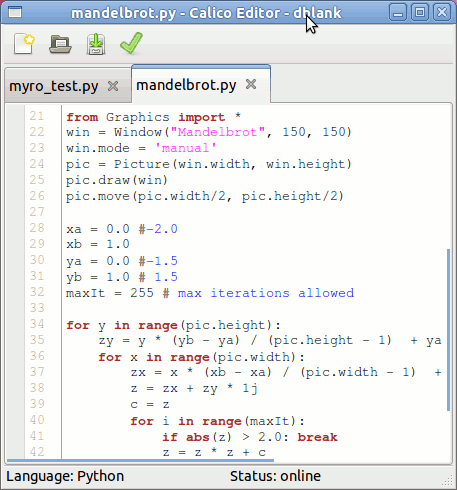 mandelbrot.py - Calico Editor - dblank
myro_test.py mandelbrot.py
21 from Graphics import *
22 win = Window("Mandelbrot", 150, 150)
23 win.mode = 'manual'
24 pic = Picture(win.width, win.height)
25 pic.draw(win)
26 pic.move(pic.width/2, pic.height/2)
27
28 xa = 0.0 #-2.0
29 xb = 1.0
30 ya = 0.0 #-1.5
31 yb = 1.0 # 1.5
32 maxIt = 255 # max iterations allowed
33
34 for y in range(pic.height):
35     zy = y * (yb - ya) / (pic.height - 1)  + ya
36     for x in range(pic.width):
37         zx = x * (xb - xa) / (pic.width - 1)  +
38         z = zx + zy * 1j
39         c = z
40         for i in range(maxIt):
41             if abs(z) > 2.0: break
42             z = z * z + c
Language: Python Status: online